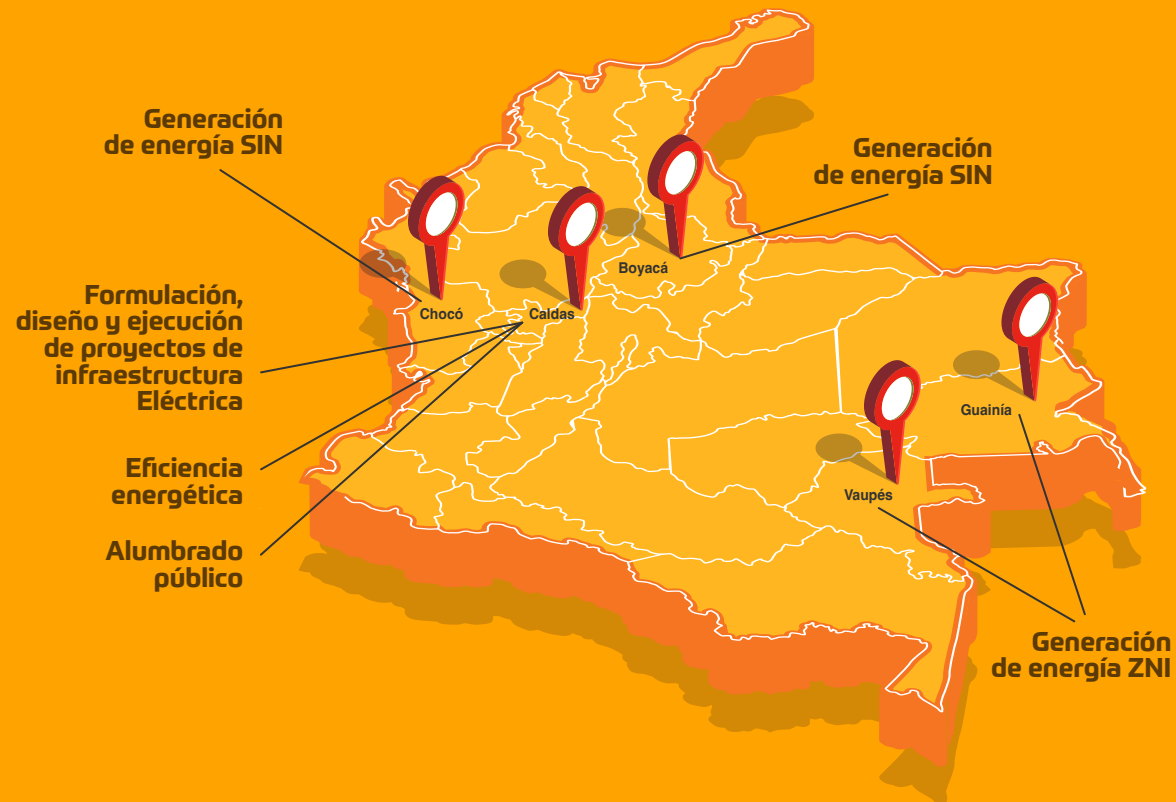 Generación
de energía SIN
Generación
de energía SIN
Boyacá
Chocó
Caldas
Formulación,
diseño y ejecución
de proyectos de
infraestructura
Eléctrica
Guainía
Eficiencia
energética
Vaupés
Alumbrado
público
Generación
de energía ZNI